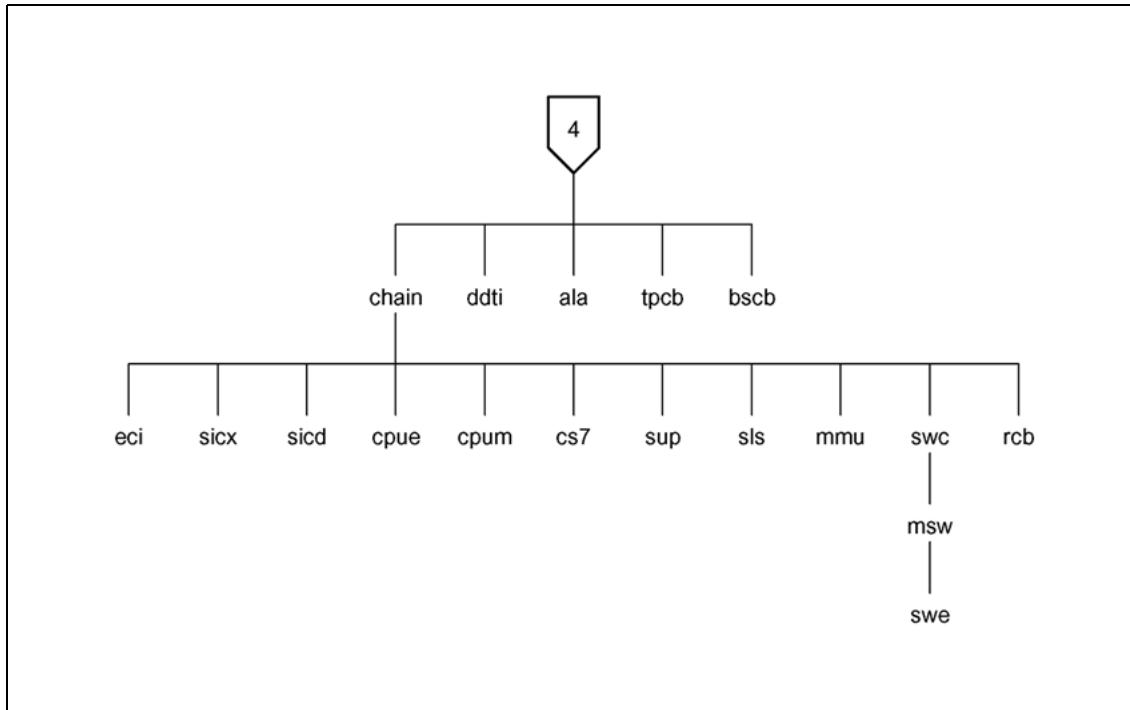 4
chain ddti ala tpcb bscb
eci sicx sicd cpue cpum cs7 sup sls mmu swc rcb
msw
swe